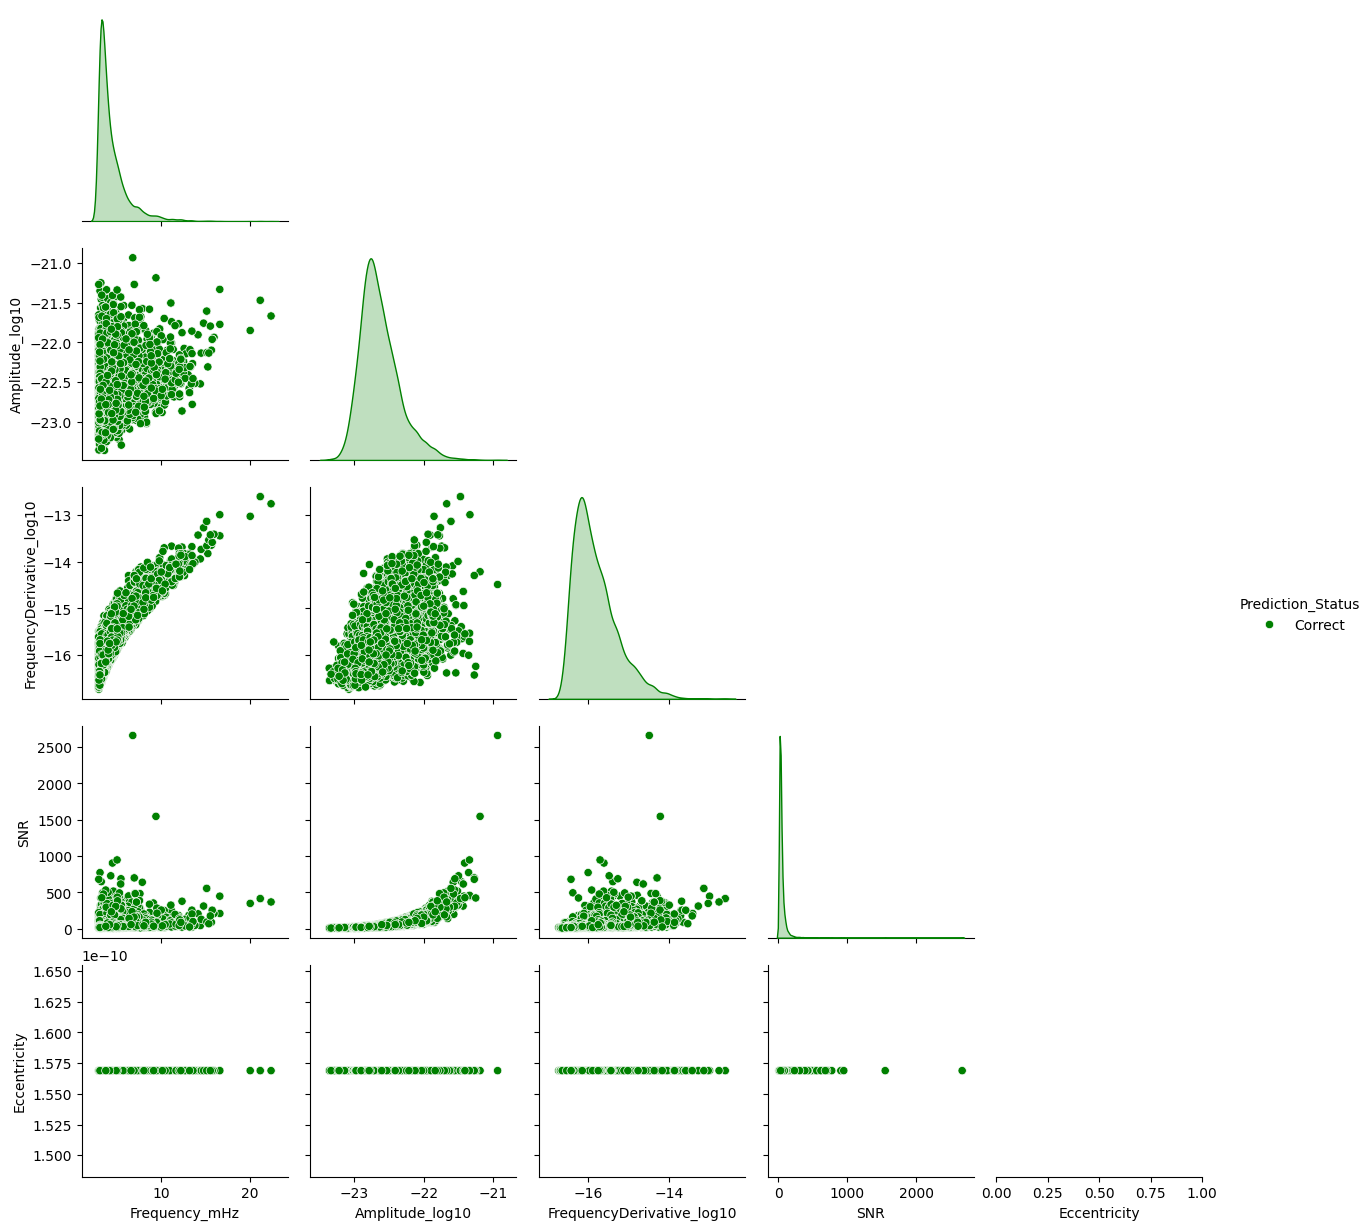 Amplitude_log10
−21.0
−21.5
−22.0
−22.5
−23.0
FrequencyDerivative_log10
−13
−14
−15
−16
Prediction_Status
Correct
SNR
2500
2000
1500
1000
500
0
1e−10
Eccentricity
1.650
1.625
1.600
1.575
1.550
1.525
1.500
10 20
−23 −22 −21
−16 −14
0 1000 2000
0.00 0.25 0.50 0.75 1.00
Frequency_mHz
Amplitude_log10
FrequencyDerivative_log10
SNR
Eccentricity